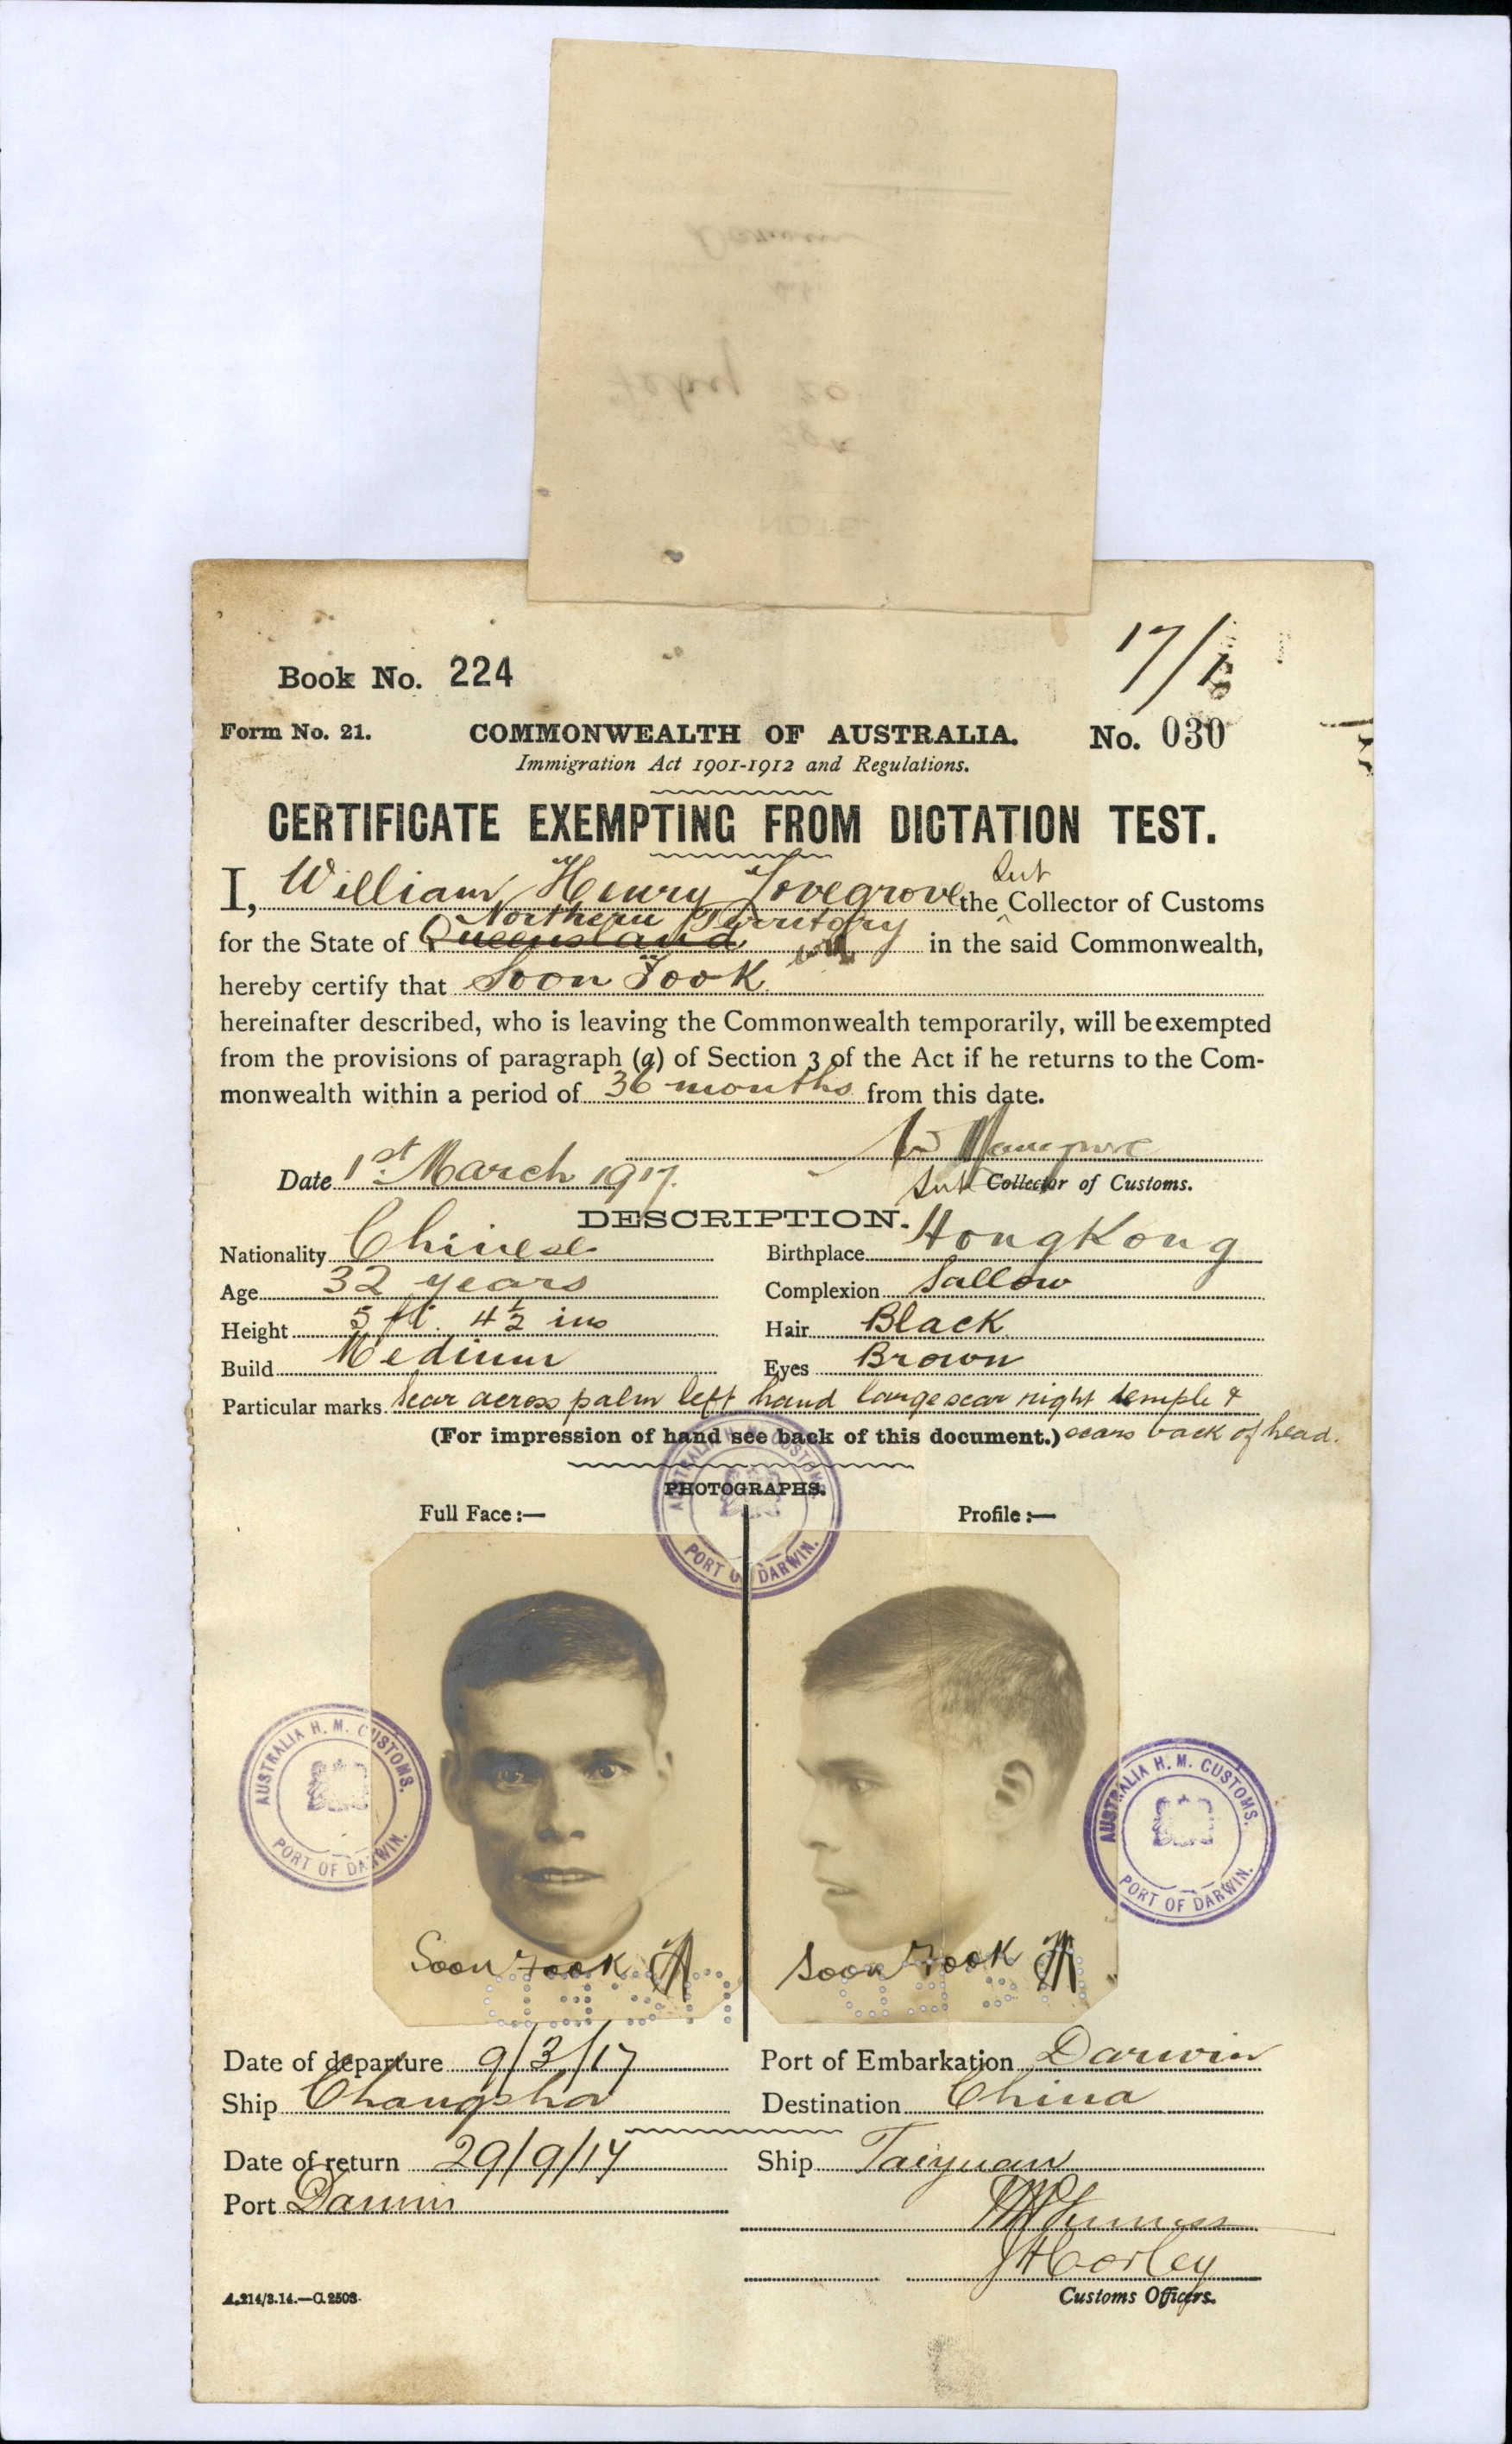 17/1
Book No. 224
Form No. 21. COMMONWEALTH OF AUSTRALIA. No. 030
Immigration Act 1901-1912 and Regulations.
CERTIFICATE EXEMPTING FROM DICTATION TEST.
Sub
I, William Henry Lovegrove the Collector of Customs
Northern Territory
for the State of Queensland in the said Commonwealth,
hereby certify that Soon Fook
hereinafter described, who is leaving the Commonwealth temporarily, will be exempted
from the provisions of paragraph (a) of Section 3 of the Act if he returns to the Com-
monwealth within a period of 36 months from this date.
Date 1st March 1917.
Sub Collector of Customs.
DESCRIPTION.
Nationality Chinese Birthplace HongKong
Age 32 years Complexion Sallow
Height 5 ft. 4½ ins Hair Black
Build Medium Eyes Brown
Particular marks Scar across palm left hand large scar right temple &
(For impression of hand see back of this document.) scars back of head.
PHOTOGRAPHS.
Full Face :— Profile :—
AUSTRALIA H. M. CUSTOMS. PORT OF DARWIN.
AUSTRALIA H. M. CUSTOMS. PORT OF DARWIN.
AUSTRALIA H. M. CUSTOMS. PORT OF DARWIN.
Soon Fook Soon Fook
Date of departure 9/3/17 Port of Embarkation Darwin
Ship Changsha Destination China
Date of return 29/9/17 Ship Taiyuan
Port Darwin
JHCorley
Customs Officers.
A.214/3.14.—C.2503.